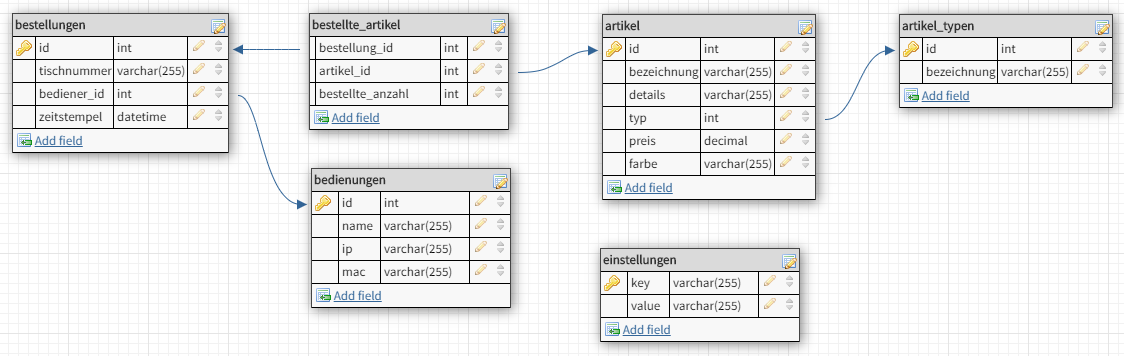 bestellungen
id int
tischnummer varchar(255)
bediener_id int
zeitstempel datetime
Add field
bestellte_artikel
bestellung_id int
artikel_id int
bestellte_anzahl int
Add field
bedienungen
id int
name varchar(255)
ip varchar(255)
mac varchar(255)
Add field
artikel
id int
bezeichnung varchar(255)
details varchar(255)
typ int
preis decimal
farbe varchar(255)
Add field
einstellungen
key varchar(255)
value varchar(255)
Add field
artikel_typen
id int
bezeichnung varchar(255)
Add field